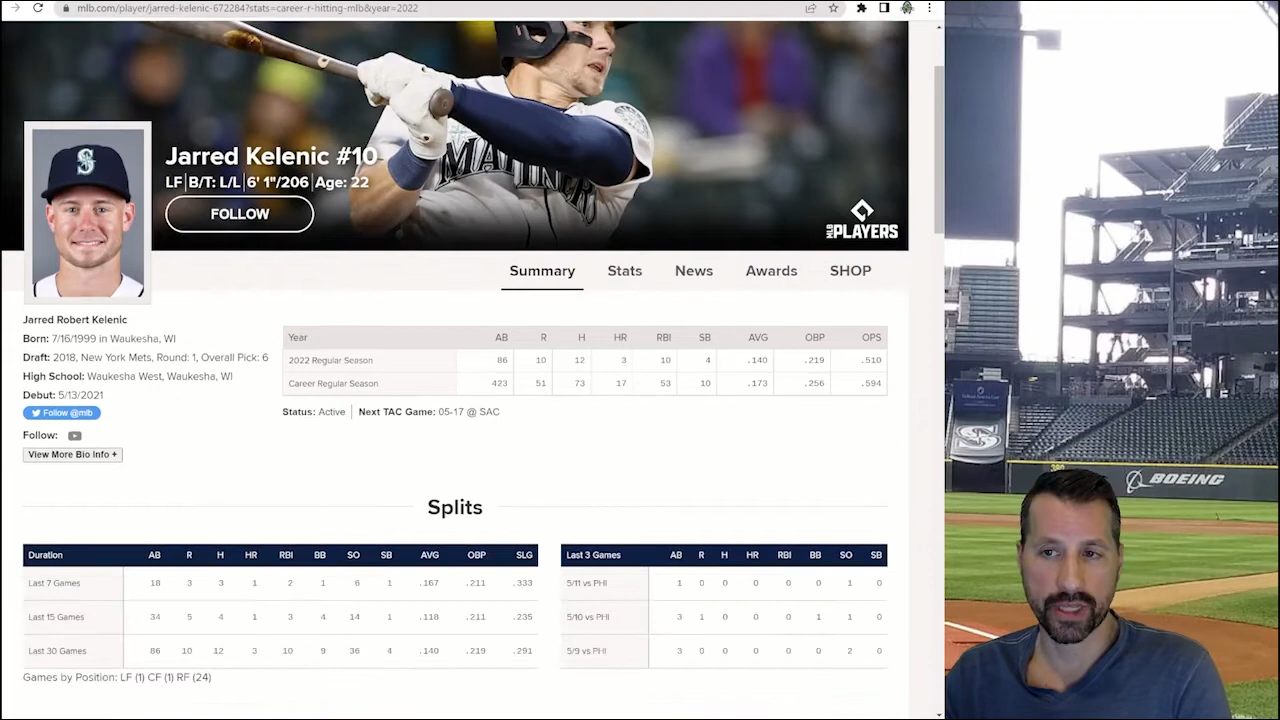 mlb.com/player/jarred-kelenic-672284?stats=career-r-hitting-mlb&year=2022
Jarred Kelenic #10
LF B/T: L/L 6' 1"/206 Age: 22
FOLLOW
MLB PLAYERS
S
Summary Stats News Awards SHOP
Jarred Robert Kelenic
Born: 7/16/1999 in Waukesha, WI
Draft: 2018, New York Mets, Round: 1, Overall Pick: 6
High School: Waukesha West, Waukesha, WI
Debut: 5/13/2021
Follow @mlb
Follow:
View More Bio Info +
Year AB R H HR RBI SB AVG OBP OPS
2022 Regular Season 86 10 12 3 10 4 .140 .219 .510
Career Regular Season 423 51 73 17 53 10 .173 .256 .594
Status: Active Next TAC Game: 05-17 @ SAC
Splits
Duration AB R H HR RBI BB SO SB AVG OBP SLG
Last 7 Games 18 3 3 1 2 1 6 1 .167 .211 .333
Last 15 Games 34 5 4 1 3 4 14 1 .118 .211 .235
Last 30 Games 86 10 12 3 10 9 36 4 .140 .219 .291
Last 3 Games AB R H HR RBI BB SO SB
5/11 vs PHI 1 0 0 0 0 0 1 0
5/10 vs PHI 3 1 0 0 0 1 1 0
5/9 vs PHI 3 0 0 0 0 0 2 0
Games by Position: LF (1) CF (1) RF (24)
S
BOEING